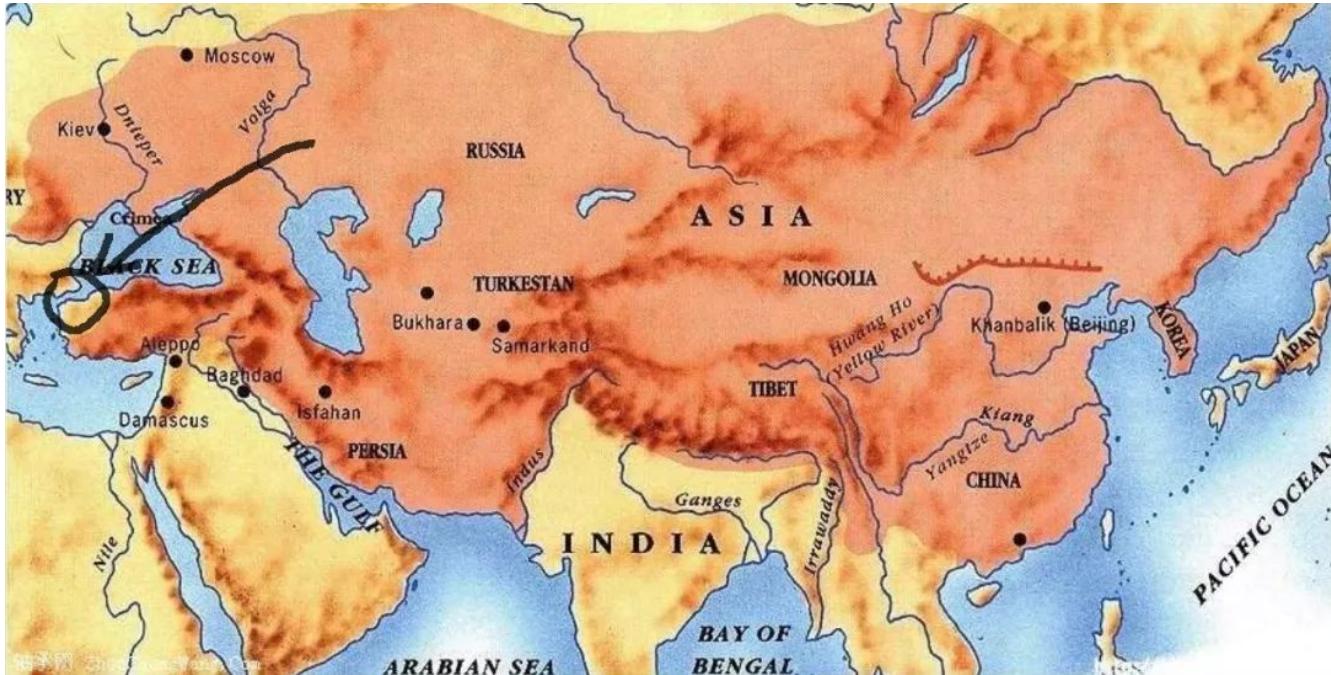 Moscow
Volga
Dnieper
Kiev
RUSSIA
RY
Crimea
ASIA
BLACK SEA
MONGOLIA
TURKESTAN
Bukhara
Samarkand
Hwang Ho
(Yellow River)
Khanbalik (Beijing)
KOREA
JAPAN
Aleppo
Baghdad
Isfahan
Damascus
TIBET
PERSIA
THE GULF
Indus
Kiang
Yangtze
CHINA
Ganges
Irrawaddy
INDIA
Nile
PACIFIC OCEAN
BAY OF
BENGAL
ARABIAN SEA